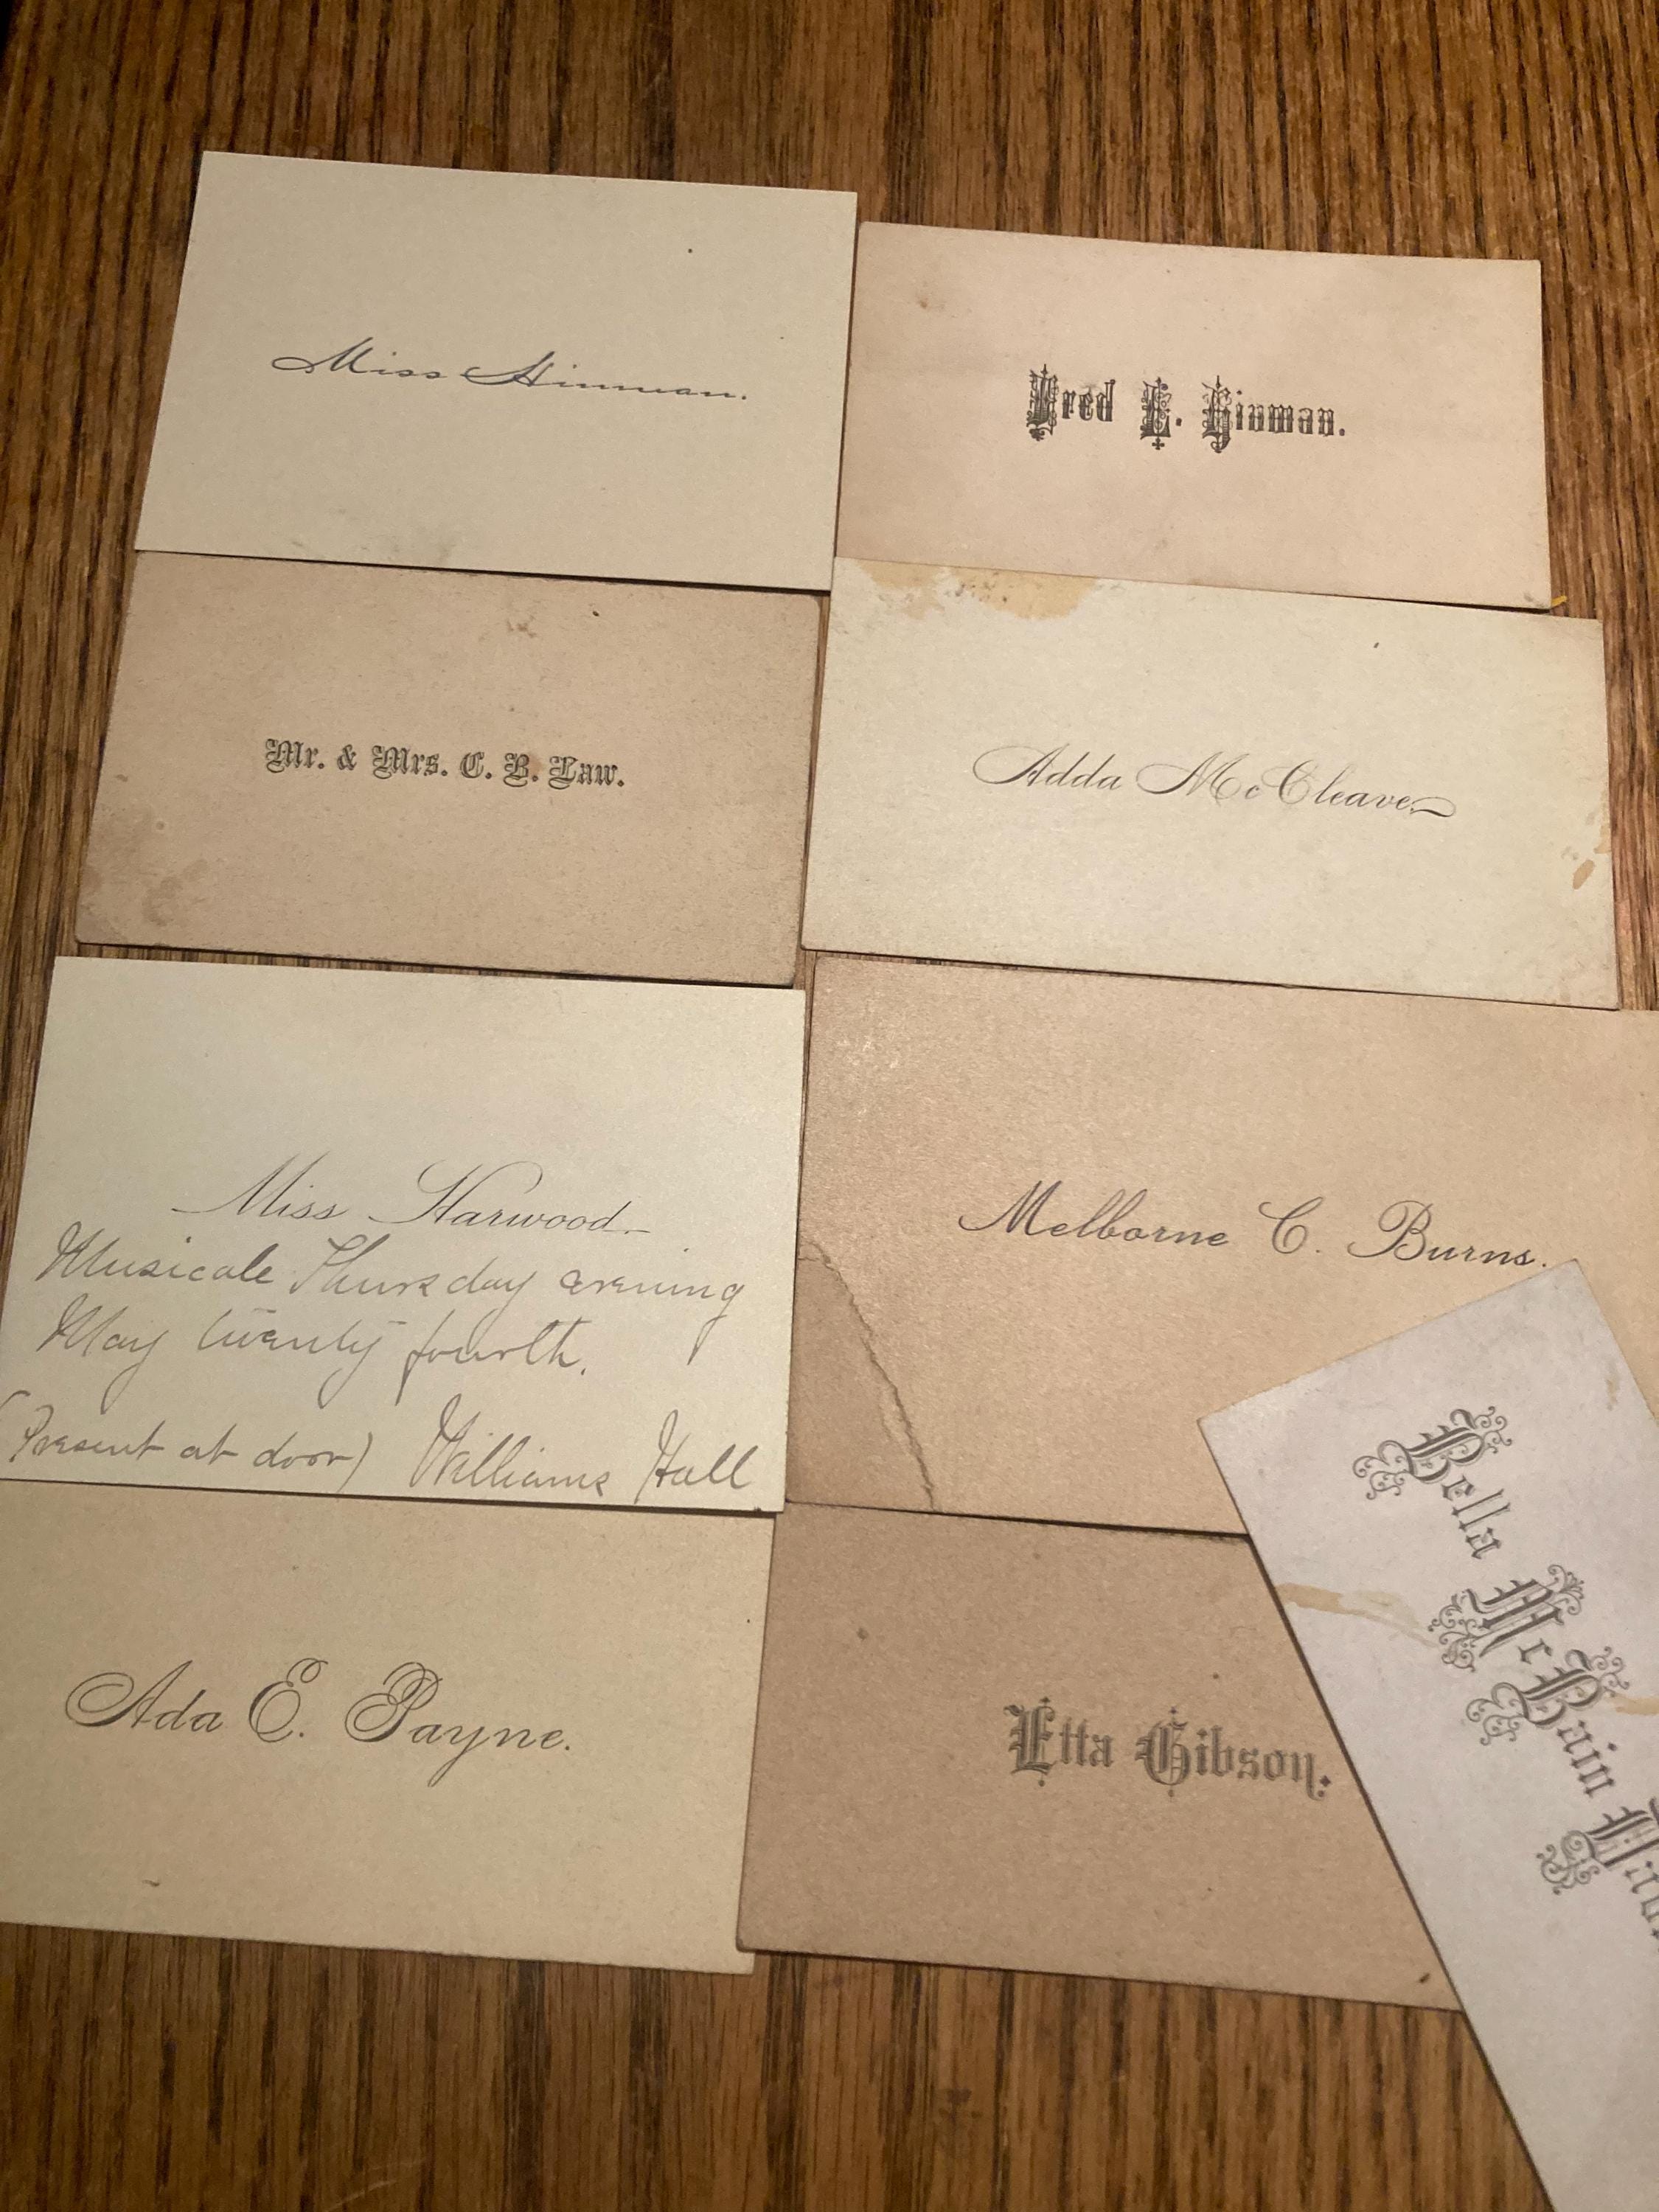 Miss Hinman.
Fred L. Hinman.
Mr. & Mrs. C. B. Law.
Adda McCleave
Miss Harwood
Musicale Thursday evening
May twenty fourth.
(Present at door) Williams Hall
Melborne C. Burns.
Ada E. Payne.
Etta Gibson.
Bella McBain